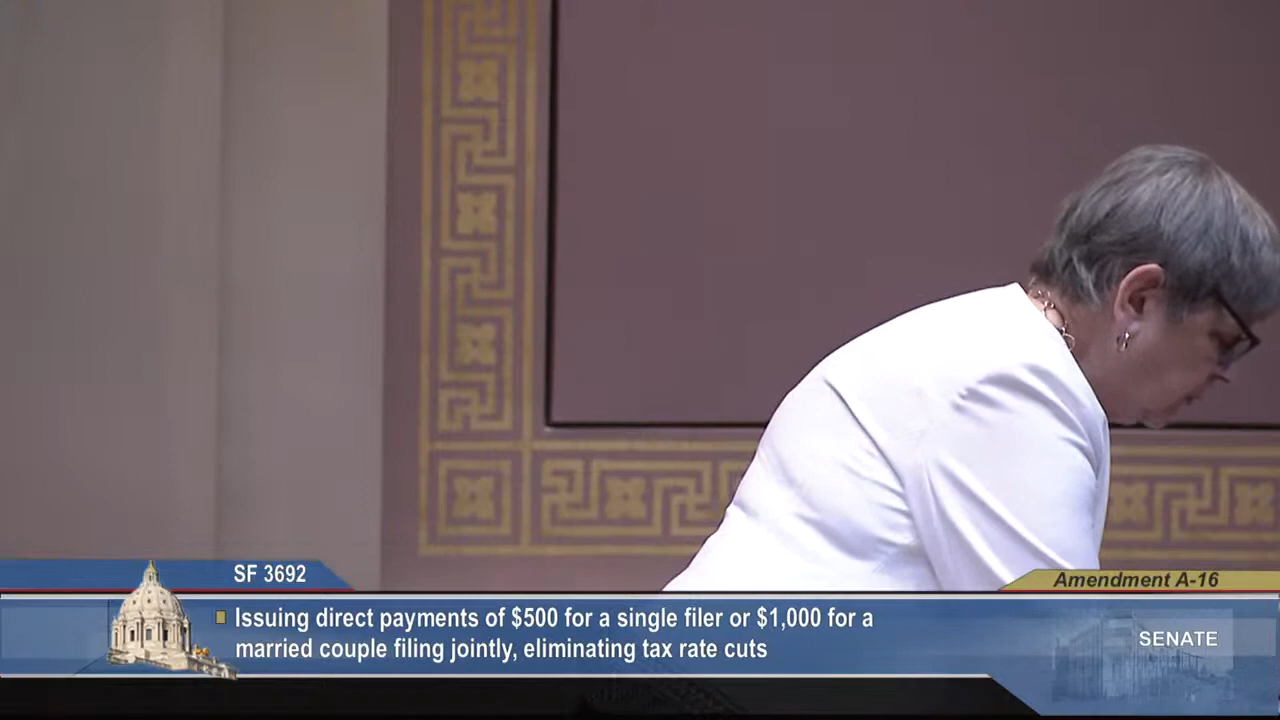 SF 3692
Amendment A-16
Issuing direct payments of $500 for a single filer or $1,000 for a
married couple filing jointly, eliminating tax rate cuts
SENATE